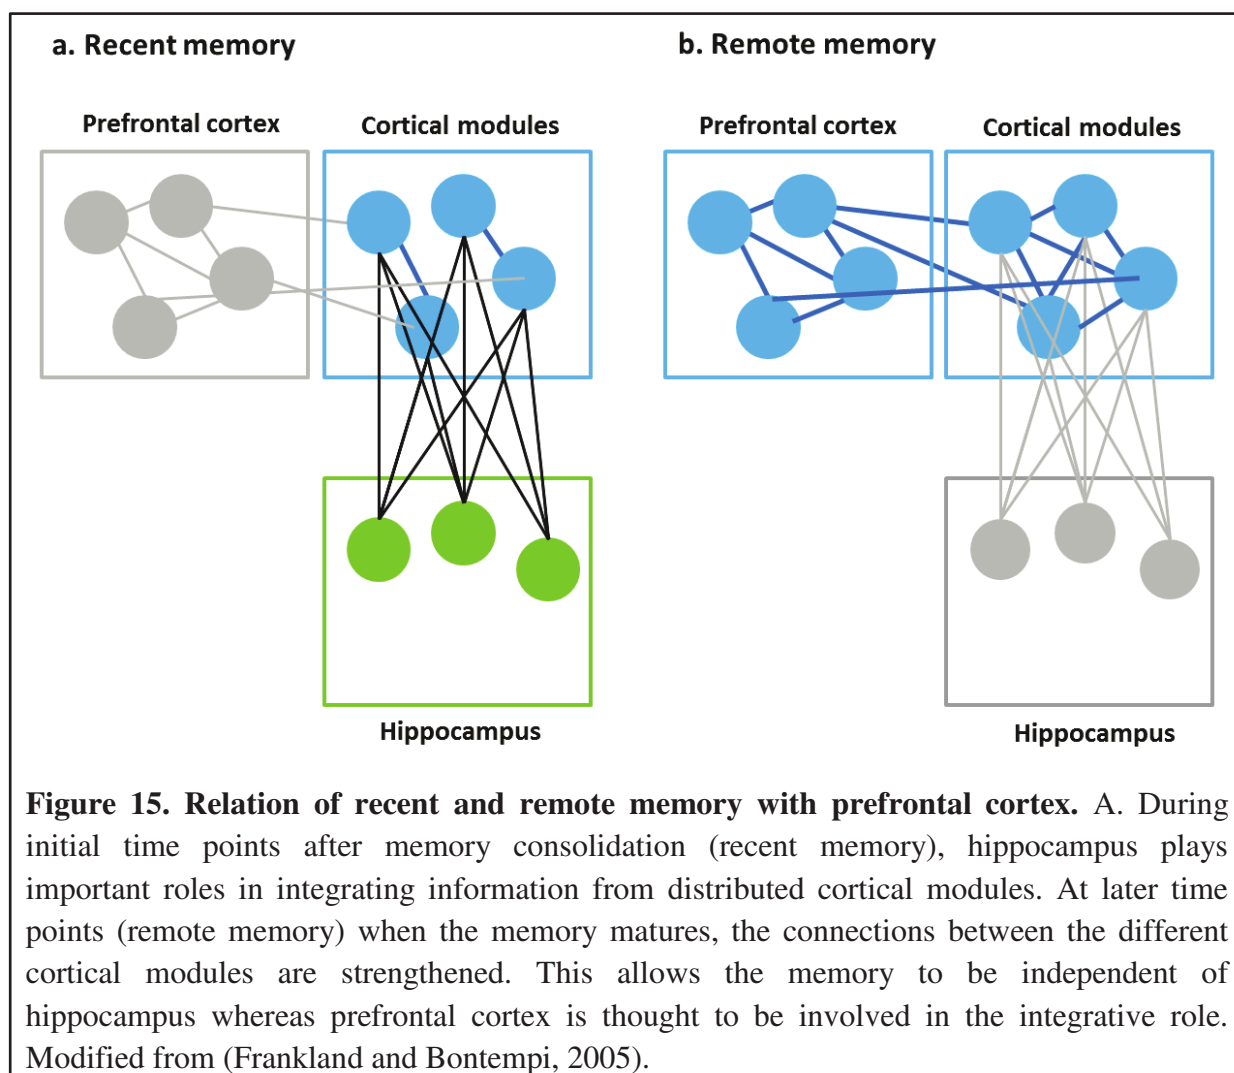 a. Recent memory
b. Remote memory
Prefrontal cortex
Cortical modules
Prefrontal cortex
Cortical modules
Hippocampus
Hippocampus
Figure 15. Relation of recent and remote memory with prefrontal cortex. A. During
initial time points after memory consolidation (recent memory), hippocampus plays
important roles in integrating information from distributed cortical modules. At later time
points (remote memory) when the memory matures, the connections between the different
cortical modules are strengthened. This allows the memory to be independent of
hippocampus whereas prefrontal cortex is thought to be involved in the integrative role.
Modified from (Frankland and Bontempi, 2005).